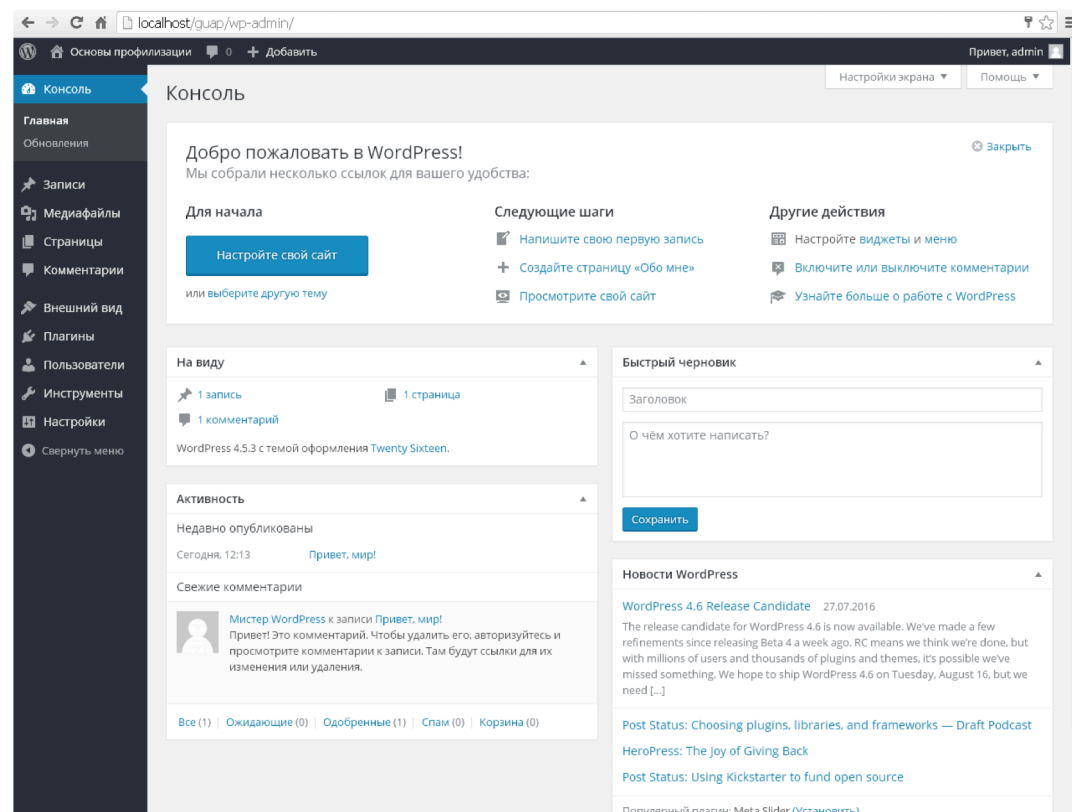 localhost/guap/wp-admin/
Основы профилизации 0 + Добавить Привет, admin
Настройки экрана ▼ Помощь ▼
Консоль
Главная
Обновления
Записи
Медиафайлы
Страницы
Комментарии
Внешний вид
Плагины
Пользователи
Инструменты
Настройки
Свернуть меню
Консоль
Добро пожаловать в WordPress!
Закрыть
Мы собрали несколько ссылок для вашего удобства:
Для начала
Настройте свой сайт
или выберите другую тему
Следующие шаги
Напишите свою первую запись
Создайте страницу «Обо мне»
Просмотрите свой сайт
Другие действия
Настройте виджеты и меню
Включите или выключите комментарии
Узнайте больше о работе с WordPress
На виду
1 запись
1 страница
1 комментарий
WordPress 4.5.3 с темой оформления Twenty Sixteen.
Активность
Недавно опубликованы
Сегодня, 12:13 Привет, мир!
Свежие комментарии
Мистер WordPress к записи Привет, мир!
Привет! Это комментарий. Чтобы удалить его, авторизуйтесь и
просмотрите комментарии к записи. Там будут ссылки для их
изменения или удаления.
Все (1) | Ожидающие (0) | Одобренные (1) | Спам (0) | Корзина (0)
Быстрый черновик
Заголовок
О чём хотите написать?
Сохранить
Новости WordPress
WordPress 4.6 Release Candidate 27.07.2016
The release candidate for WordPress 4.6 is now available. We’ve made a few
refinements since releasing Beta 4 a week ago. RC means we think we’re done, but
with millions of users and thousands of plugins and themes, it’s possible we’ve
missed something. We hope to ship WordPress 4.6 on Tuesday, August 16, but we
need [...]
Post Status: Choosing plugins, libraries, and frameworks — Draft Podcast
HeroPress: The Joy of Giving Back
Post Status: Using Kickstarter to fund open source
Популярный плагин: Meta Slider (Установить)